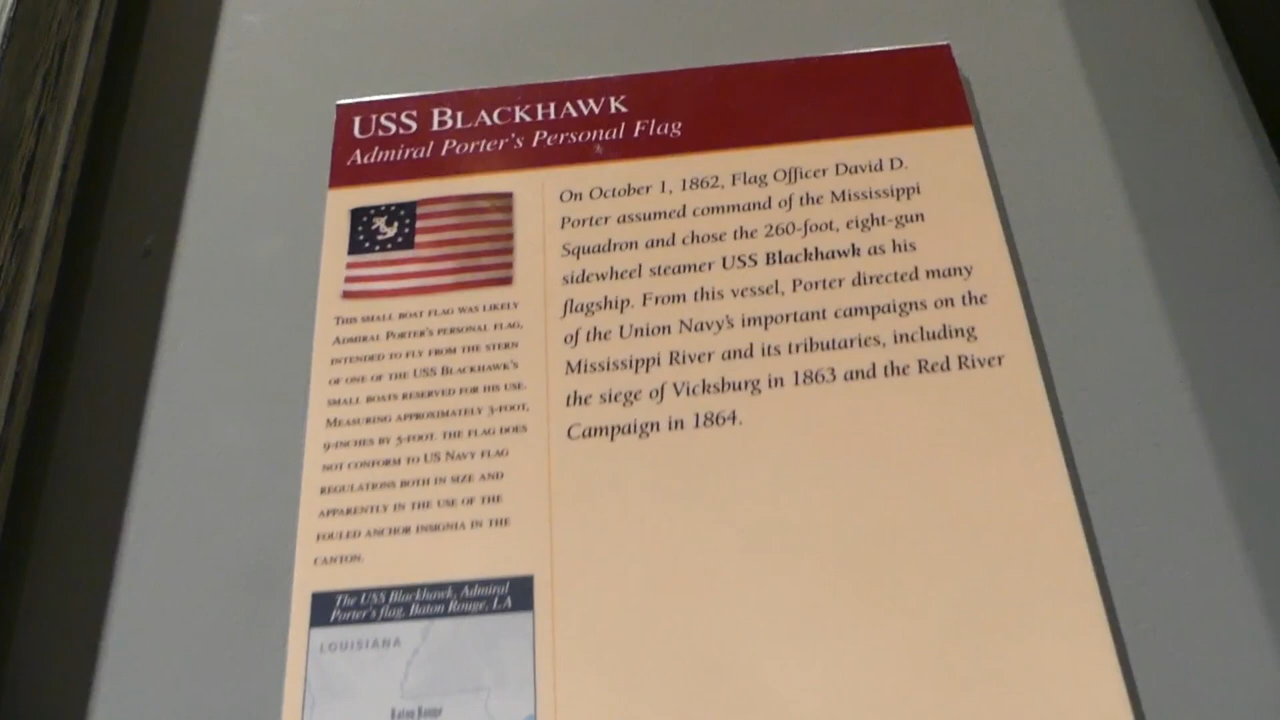 USS BLACKHAWK
Admiral Porter's Personal Flag
THIS SMALL BOAT FLAG WAS LIKELY
ADMIRAL PORTER'S PERSONAL FLAG,
INTENDED TO FLY FROM THE STERN
OF ONE OF THE USS BLACKHAWK'S
SMALL BOATS RESERVED FOR HIS USE.
MEASURING APPROXIMATELY 3-FOOT,
9-INCHES BY 5-FOOT. THE FLAG DOES
NOT CONFORM TO US NAVY FLAG
REGULATIONS BOTH IN SIZE AND
APPARENTLY IN THE USE OF THE
FOULED ANCHOR INSIGNIA IN THE
CANTON.
The USS Blackhawk, Admiral
Porter's flag, Baton Rouge, LA
LOUISIANA
Baton Rouge
On October 1, 1862, Flag Officer David D.
Porter assumed command of the Mississippi
Squadron and chose the 260-foot, eight-gun
sidewheel steamer USS Blackhawk as his
flagship. From this vessel, Porter directed many
of the Union Navy's important campaigns on the
Mississippi River and its tributaries, including
the siege of Vicksburg in 1863 and the Red River
Campaign in 1864.